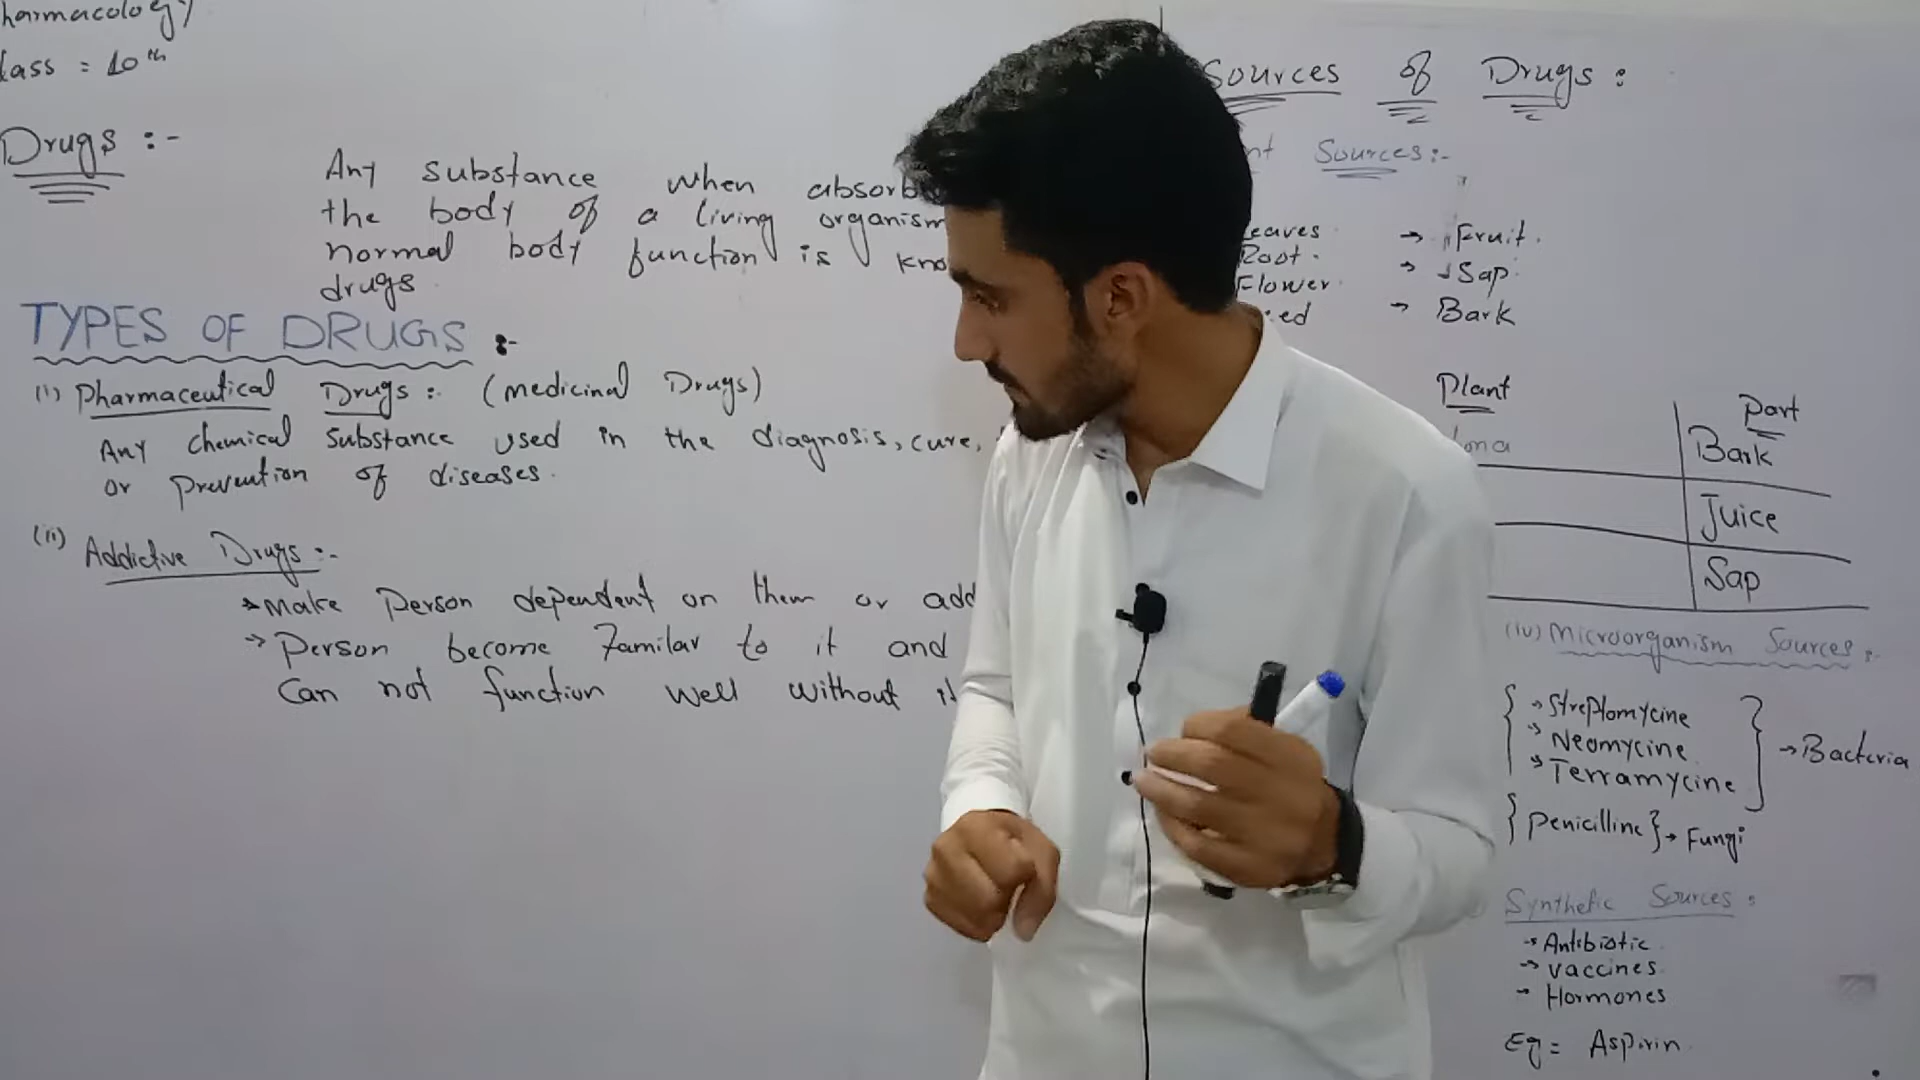 harmacology
lass = 10th
Drugs :-
Any substance when absorb
the body of a living organism
normal body function is kno
drugs
TYPES OF DRUGS :-
(i) Pharmaceutical Drugs :- (medicinal Drugs)
Any chemical substance used in the diagnosis, cure,
or prevention of diseases.
(ii) Addictive Drugs :-
→ Make Person dependent on them or add
→ Person become Familar to it and
Can not function well without it
Sources of Drugs :
nt Sources:-
eaves → Fruit.
Root. → Sap.
Flower. → Bark
eed
Plant Part
ona Bark
Juice
Sap
(iv) Microorganism Sources :-
{ → Streptomycine
→ Neomycine
→ Terramycine } → Bacteria
{ Penicilline } → Fungi
Synthetic Sources :
→ Antibiotic
→ vaccines
→ Hormones
Eg = Aspirin